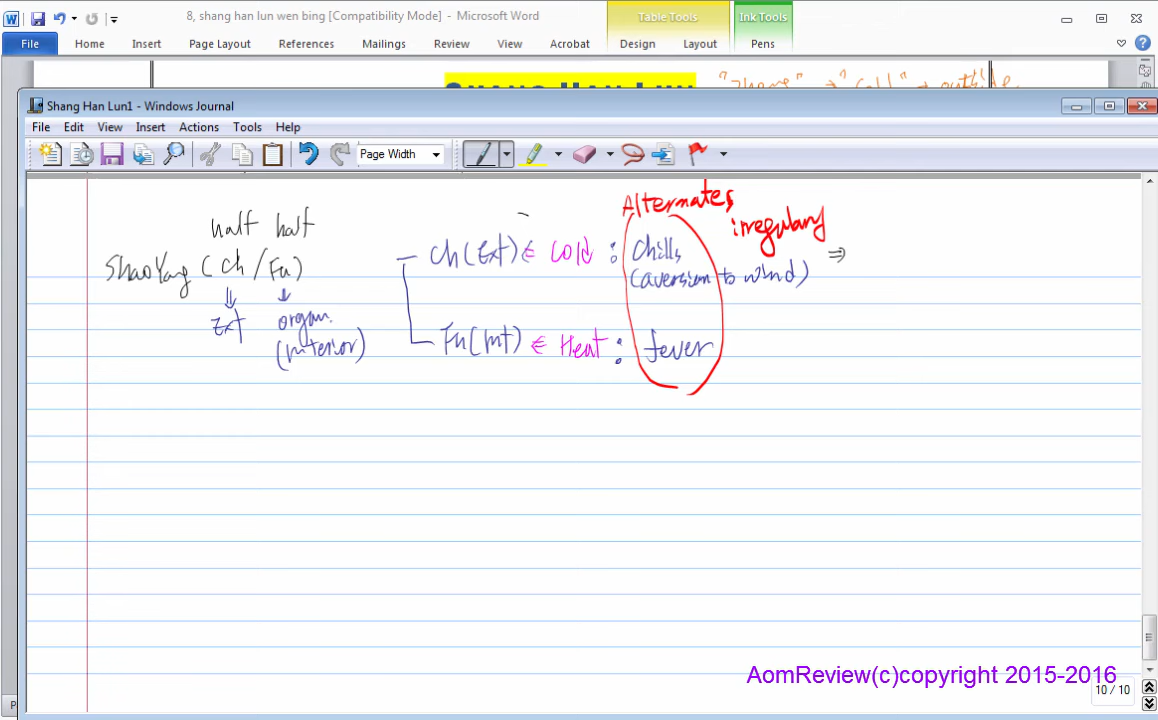 8, shang han lun wen bing [Compatibility Mode] - Microsoft Word
Table Tools
Ink Tools
File Home Insert Page Layout References Mailings Review View Acrobat Design Layout Pens
Shang Han Lun1 - Windows Journal
File Edit View Insert Actions Tools Help
Page Width
Alternates
irregularly
half half
ShaoYang (Ch / Fu)
⇓ ↓
Ext organ.
(interior)
Ch (Ext) ⇐ Cold : Chills ⇒
(aversion to wind)
Fu (Int) ⇐ Heat : fever
AomReview(c)copyright 2015-2016
10 / 10